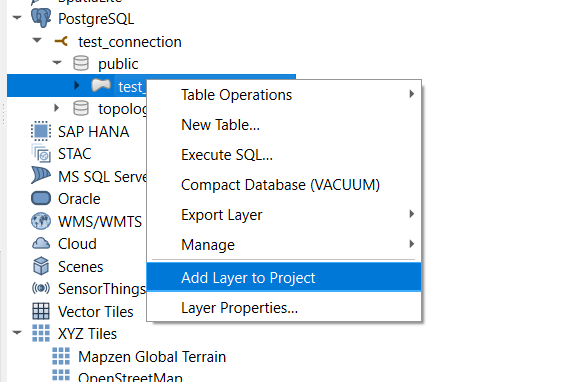 PostgreSQL
test_connection
public
test_
Table Operations
topolog
New Table...
SAP HANA
Execute SQL...
STAC
Compact Database (VACUUM)
MS SQL Serve
Oracle
Export Layer
WMS/WMTS
Cloud
Manage
Scenes
Add Layer to Project
SensorThings
Layer Properties...
Vector Tiles
XYZ Tiles
Mapzen Global Terrain
OpenStreetMap